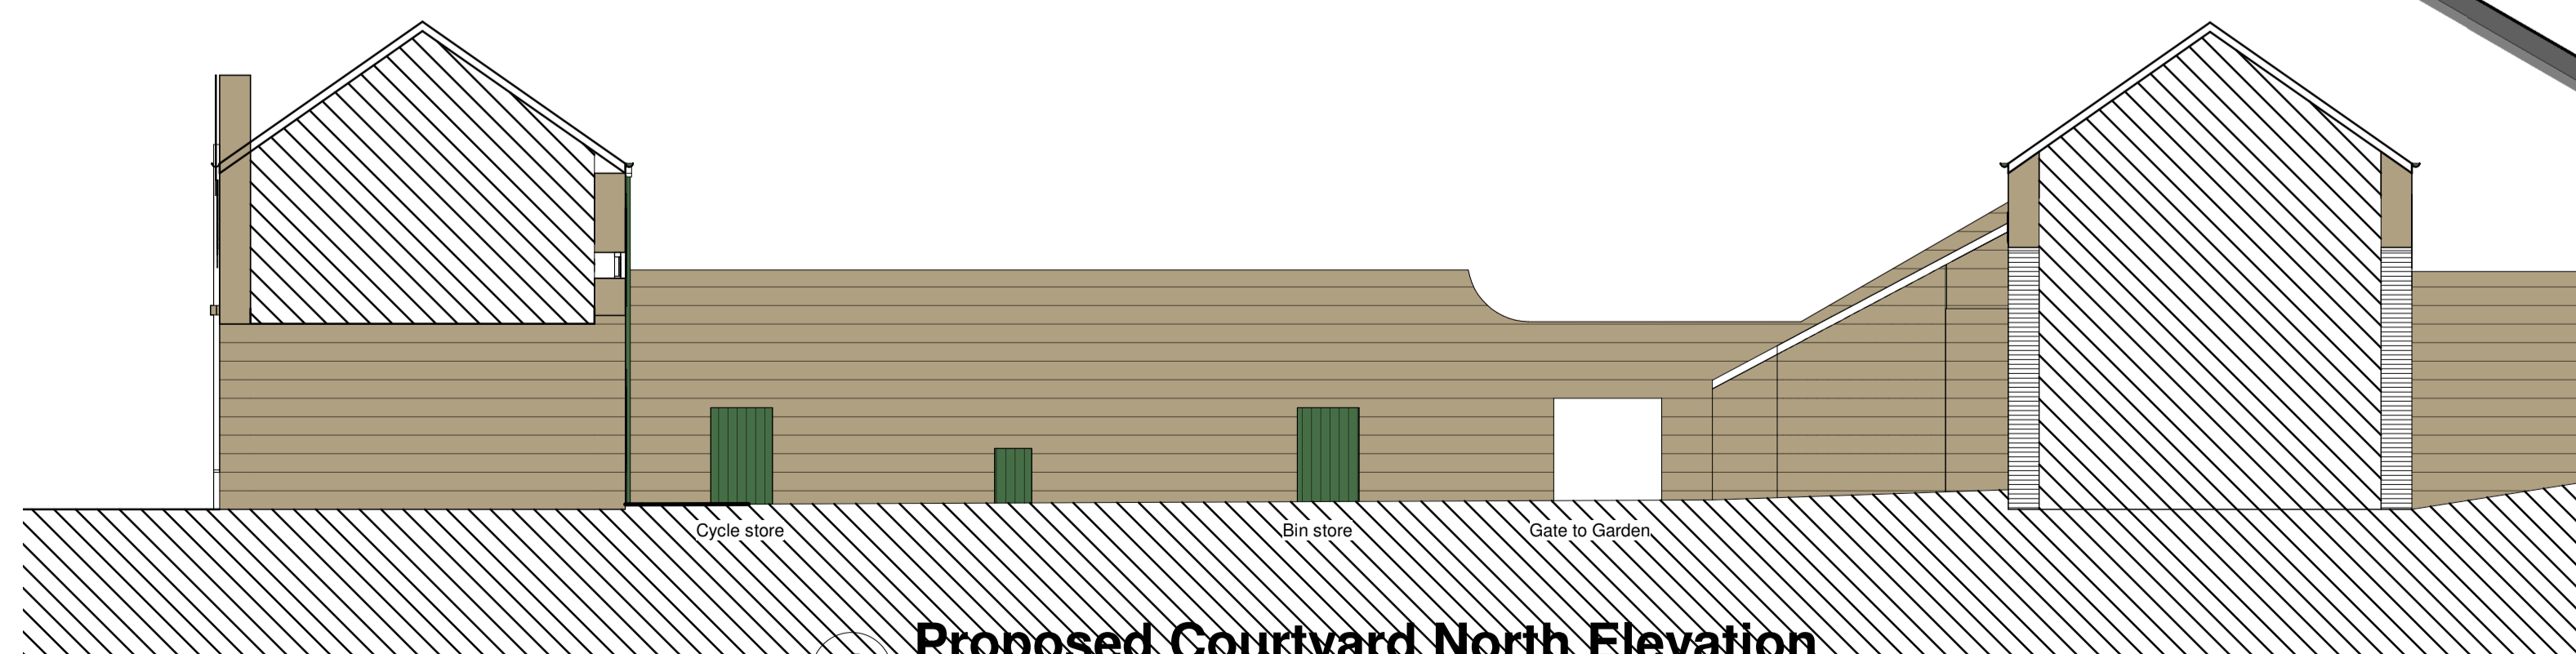 Cycle store
Bin store
Gate to Garden
Proposed Courtyard North Elevation